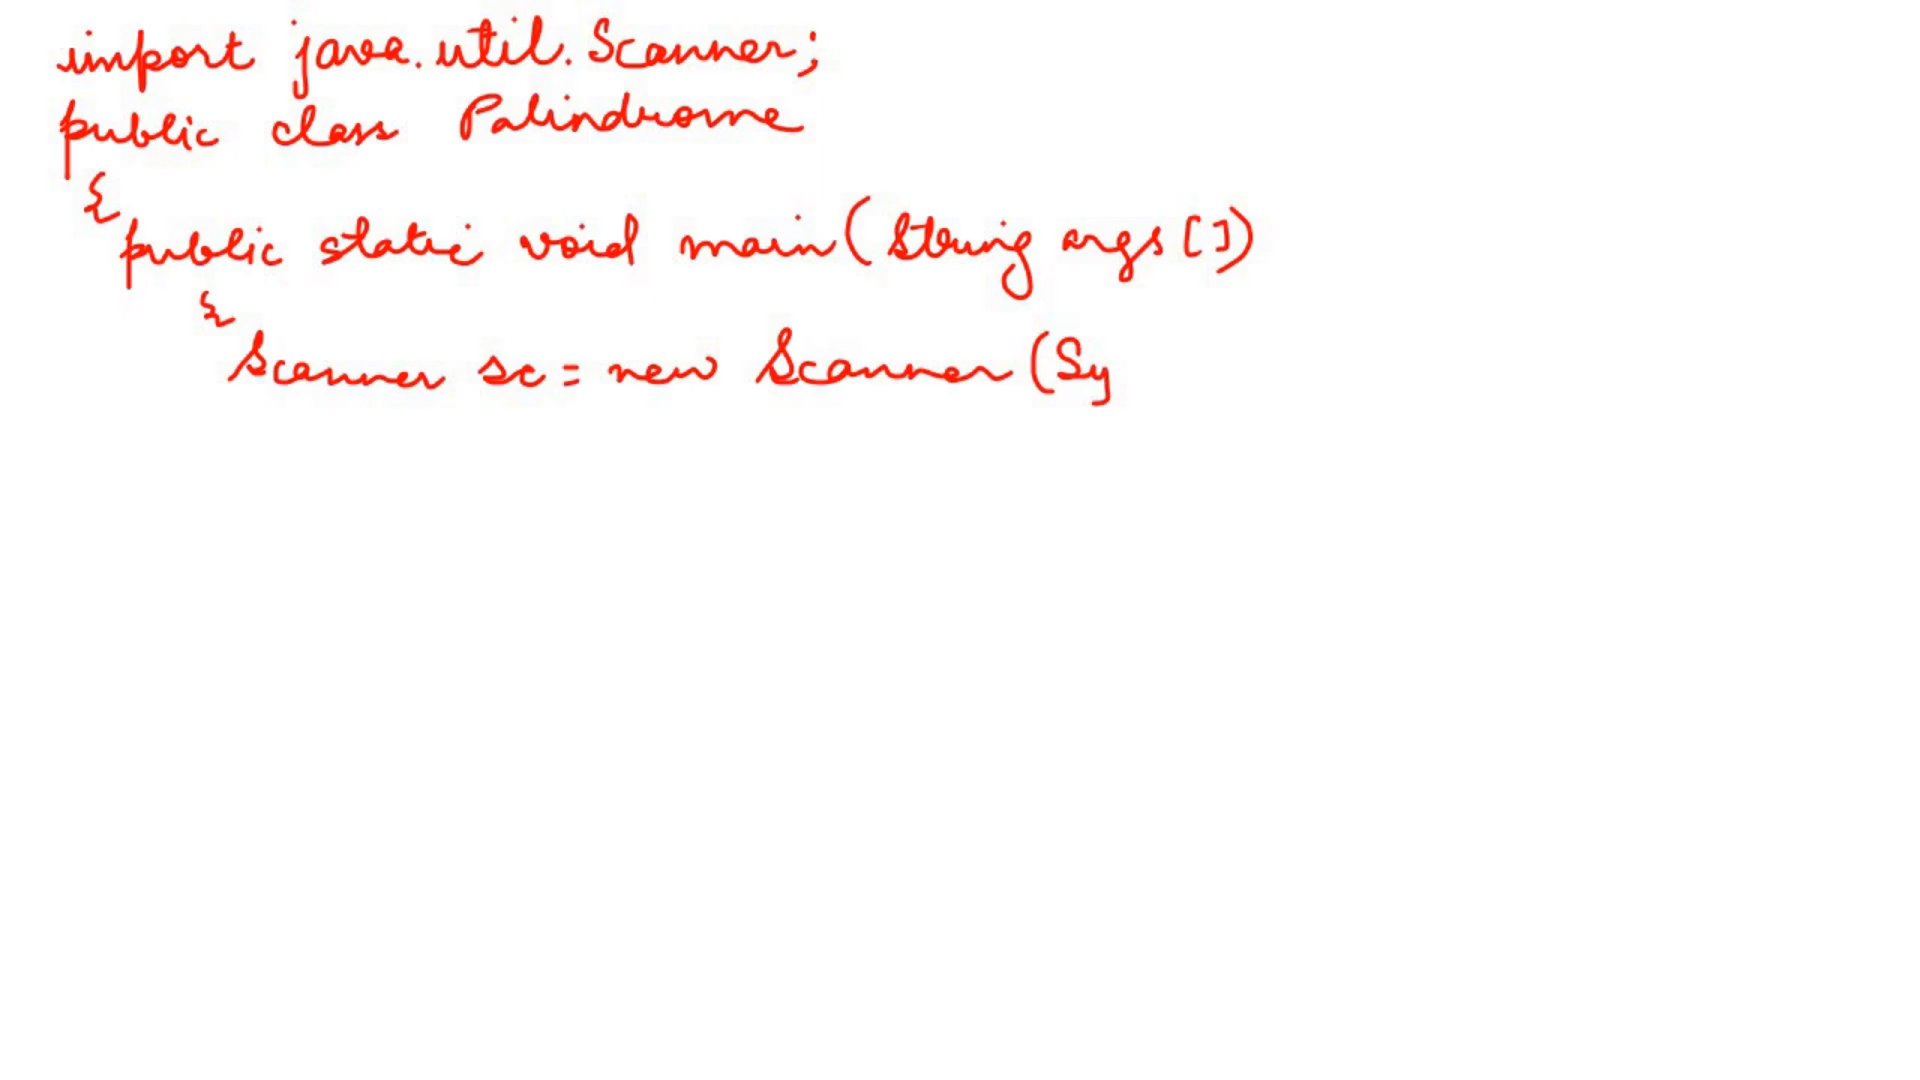 import java.util.Scanner;
public class Palindrome
{
public static void main(String args[])
{
Scanner sc = new Scanner(Sy